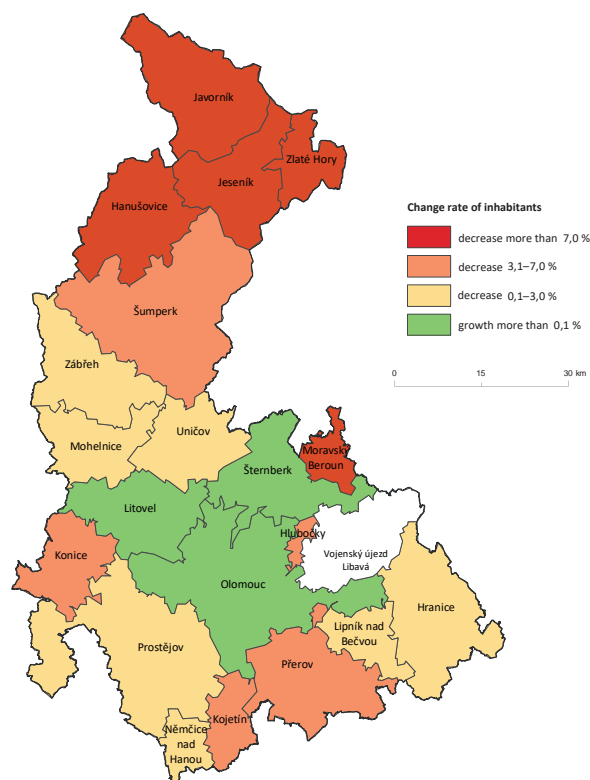 Javorník
Zlaté Hory
Jeseník
Hanušovice
Change rate of inhabitants
decrease more than 7,0 %
decrease 3,1–7,0 %
decrease 0,1–3,0 %
growth more than 0,1 %
0 15 30 km
Šumperk
Zábřeh
Uničov
Mohelnice
Moravský
Beroun
Šternberk
Litovel
Hlubočky
Vojenský újezd
Libavá
Konice
Olomouc
Hranice
Lipník nad
Bečvou
Prostějov
Přerov
Kojetín
Němčice
nad
Hanou